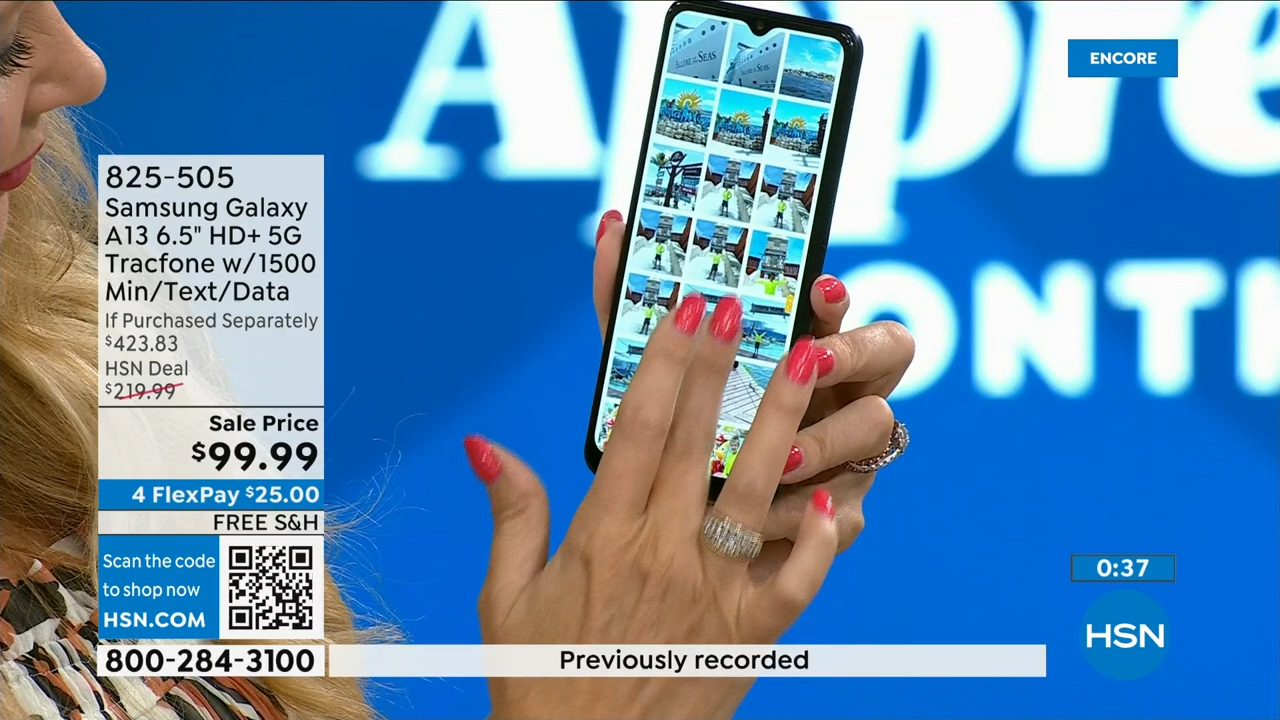 ENCORE
825-505
Samsung Galaxy
A13 6.5" HD+ 5G
Tracfone w/1500
Min/Text/Data
If Purchased Separately
$423.83
HSN Deal
$219.99
Sale Price
$99.99
4 FlexPay $25.00
FREE S&H
Scan the code
to shop now
HSN.COM
800-284-3100
Previously recorded
0:37
HSN